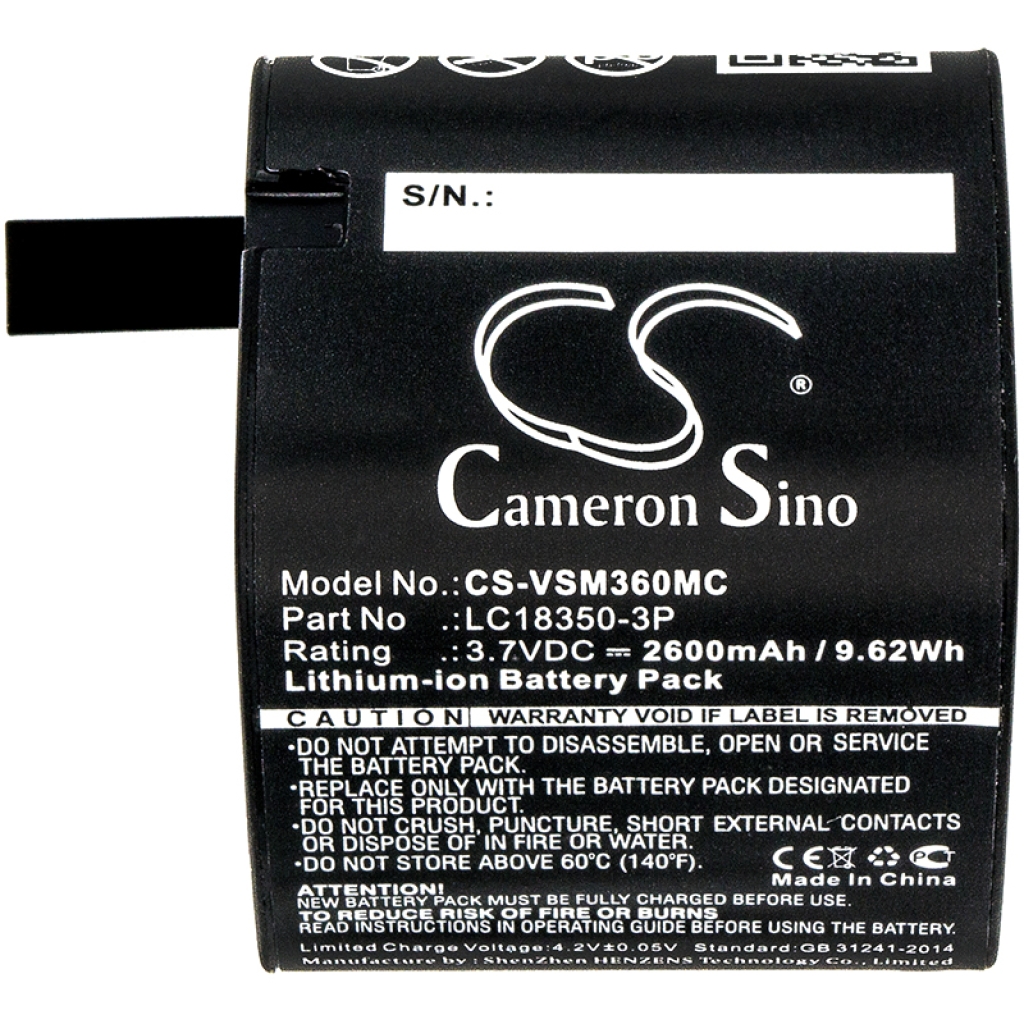 S/N.:
CS
®
Cameron Sino
Model No.:CS-VSM360MC
Part No .:LC18350-3P
Rating .:3.7VDC ⎓ 2600mAh / 9.62Wh
Lithium-ion Battery Pack
CAUTION WARRANTY VOID IF LABEL IS REMOVED
•DO NOT ATTEMPT TO DISASSEMBLE, OPEN OR SERVICE
THE BATTERY PACK.
•REPLACE ONLY WITH THE BATTERY PACK DESIGNATED
FOR THIS PRODUCT.
•DO NOT CRUSH, PUNCTURE, SHORT EXTERNAL CONTACTS
OR DISPOSE OF IN FIRE OR WATER.
•DO NOT STORE ABOVE 60°C (140°F).
CE PCT
Made In China
ATTENTION!
NEW BATTERY PACK MUST BE FULLY CHARGED BEFORE USE.
TO REDUCE RISK OF FIRE OR BURNS
READ INSTRUCTIONS IN OPERATING GUIDE BEFORE USING THE BATTERY.
Limited Charge Voltage:4.2V±0.05V Standard:GB 31241-2014
Manufacture by : ShenZhen HENZENS Technology Co., Limited